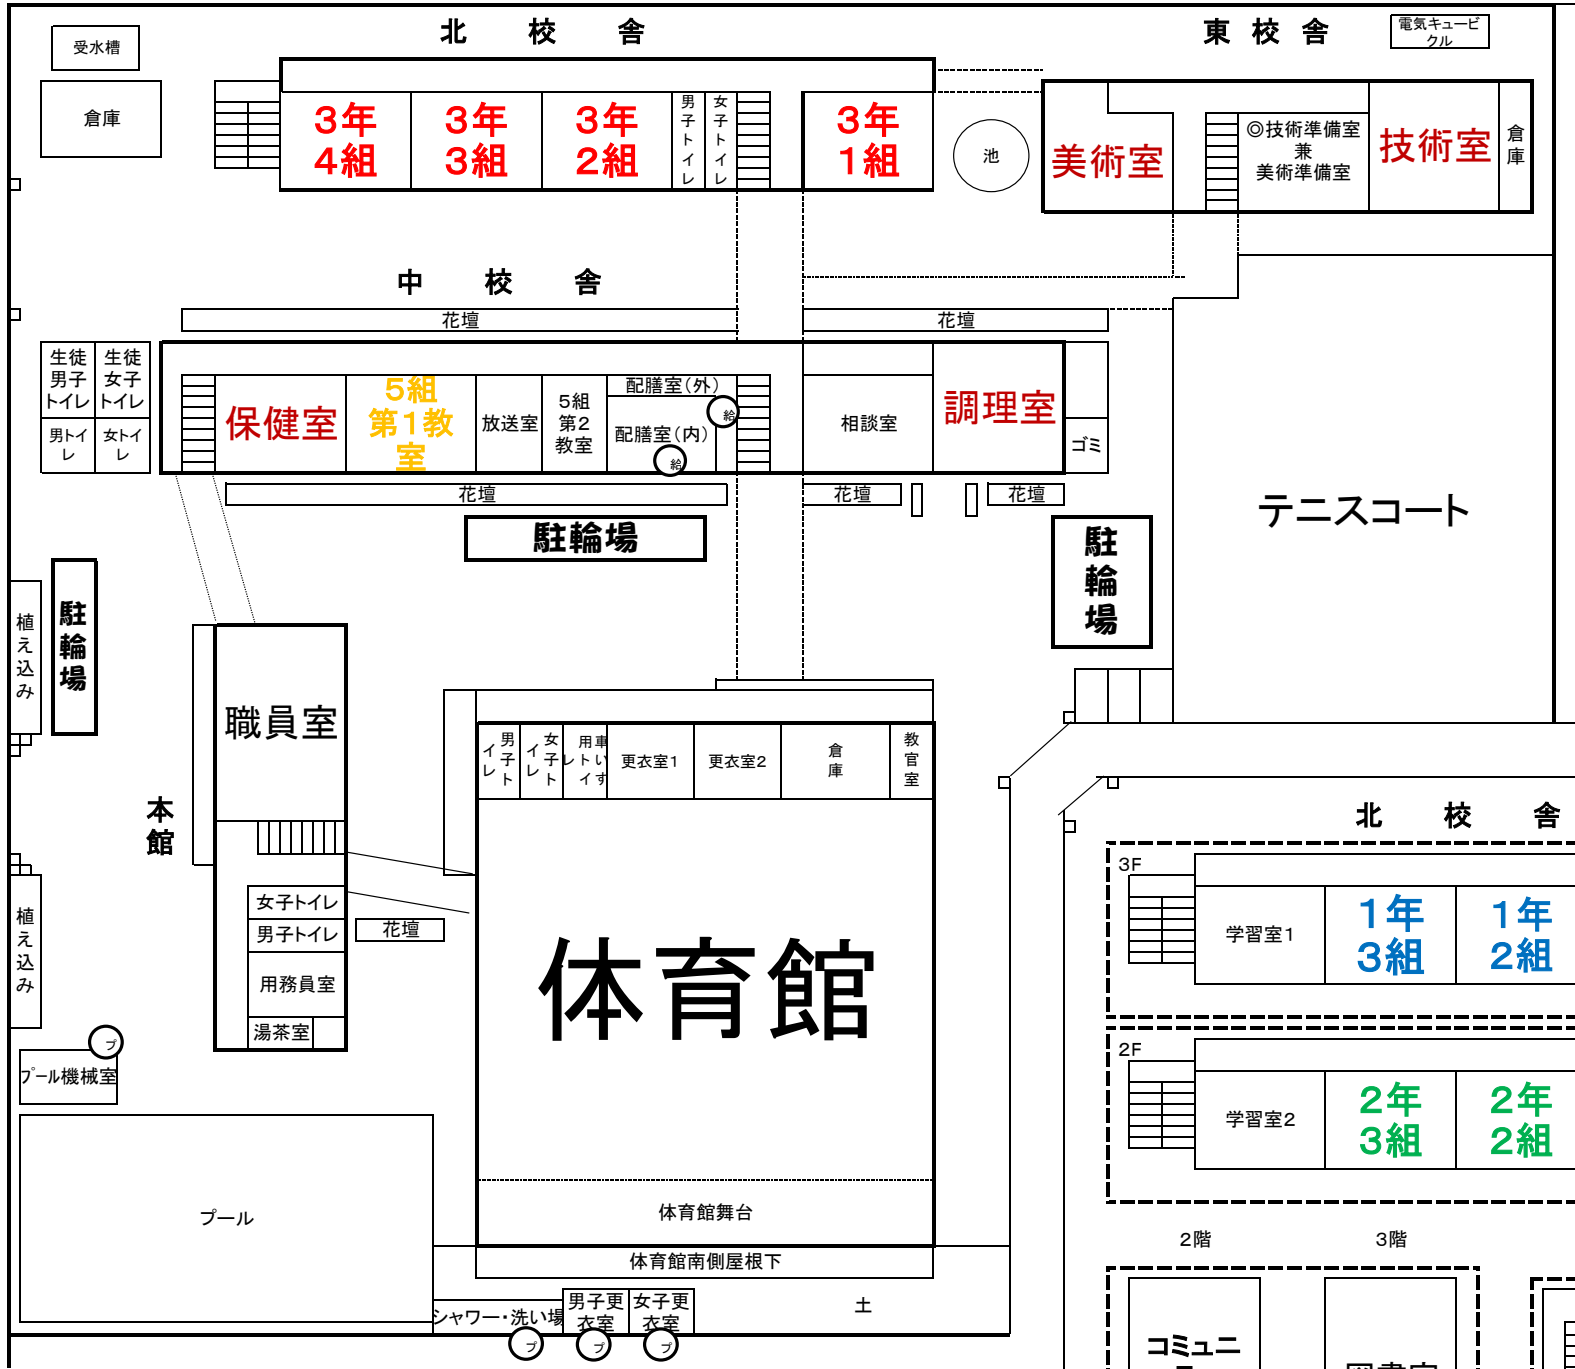 北 校 舎
東 校 舎
電気キュービ
クル
受水槽
倉庫
3年
4組
3年
3組
3年
2組
男子トイレ
女子トイレ
3年
1組
池
美術室
◎技術準備室
兼
美術準備室
技術室
倉庫
中 校 舎
花壇
花壇
生徒
男子
トイレ
生徒
女子
トイレ
男トイ
レ
女トイ
レ
保健室
5組
第1教
室
放送室
5組
第2
教室
配膳室(外)
給
配膳室(内)
給
相談室
調理室
ゴミ
花壇
花壇
花壇
駐輪場
駐輪場
テニスコート
植え込み
駐輪場
職員室
本館
男子ト
イレ
女子ト
イレ
車いす
用トイ
レ
更衣室1
更衣室2
倉庫
教官室
女子トイレ
男子トイレ
用務員室
湯茶室
花壇
体育館
植え込み
プ
プール機械室
プール
体育館舞台
体育館南側屋根下
シャワー・洗い場
男子更
衣室
女子更
衣室
プ
プ
プ
土
北 校 舎
3F
学習室1
1年
3組
1年
2組
2F
学習室2
2年
3組
2年
2組
2階
3階
コミュニ